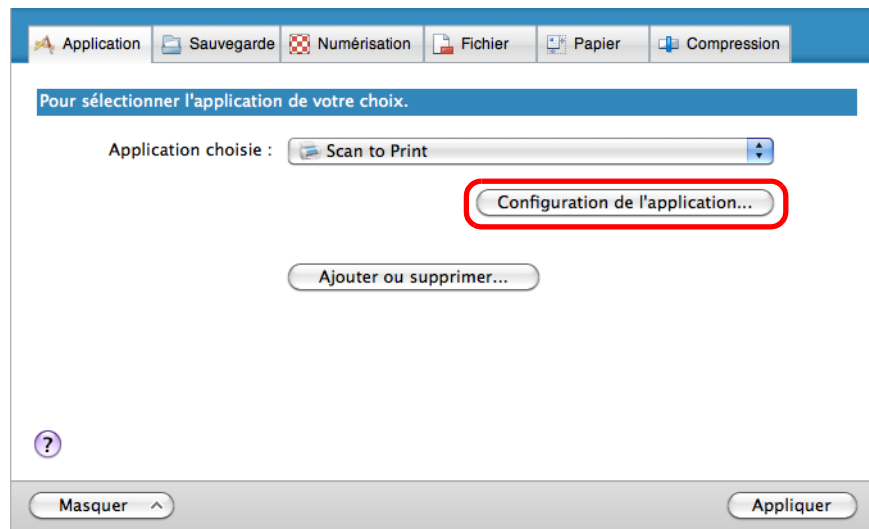 Application Sauvegarde Numérisation Fichier Papier Compression
Pour sélectionner l'application de votre choix.
Application choisie : Scan to Print
Configuration de l'application...
Ajouter ou supprimer...
?
Masquer Appliquer